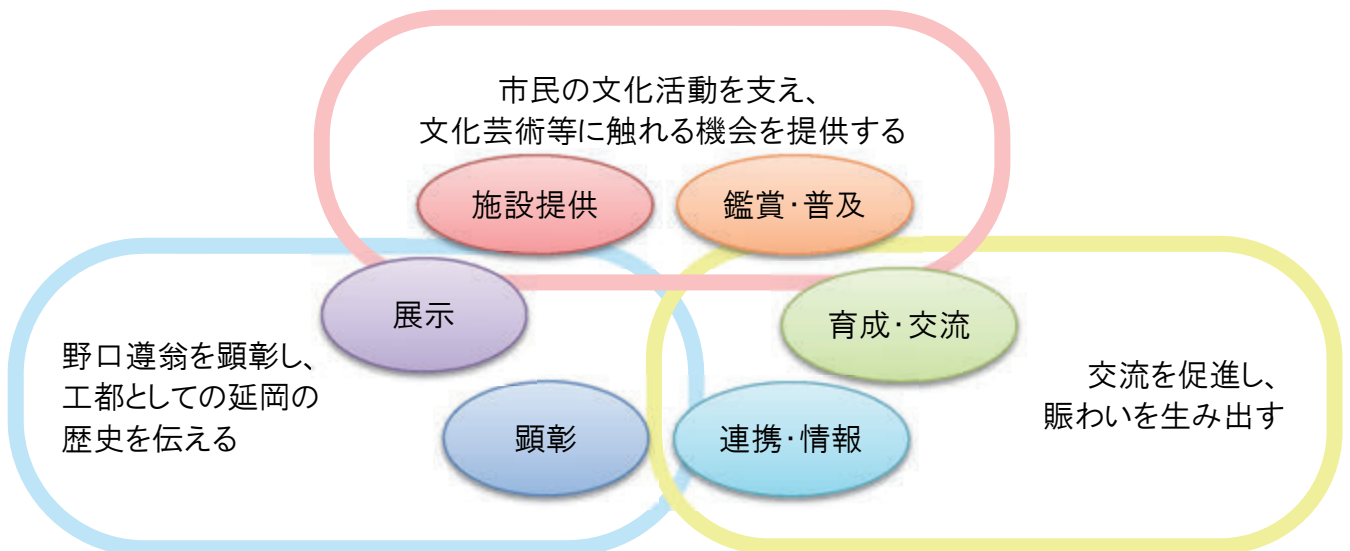 市民の文化活動を支え、
文化芸術等に触れる機会を提供する
施設提供
鑑賞･普及
展示
育成･交流
野口遵翁を顕彰し、
工都としての延岡の
歴史を伝える
交流を促進し、
賑わいを生み出す
顕彰
連携･情報